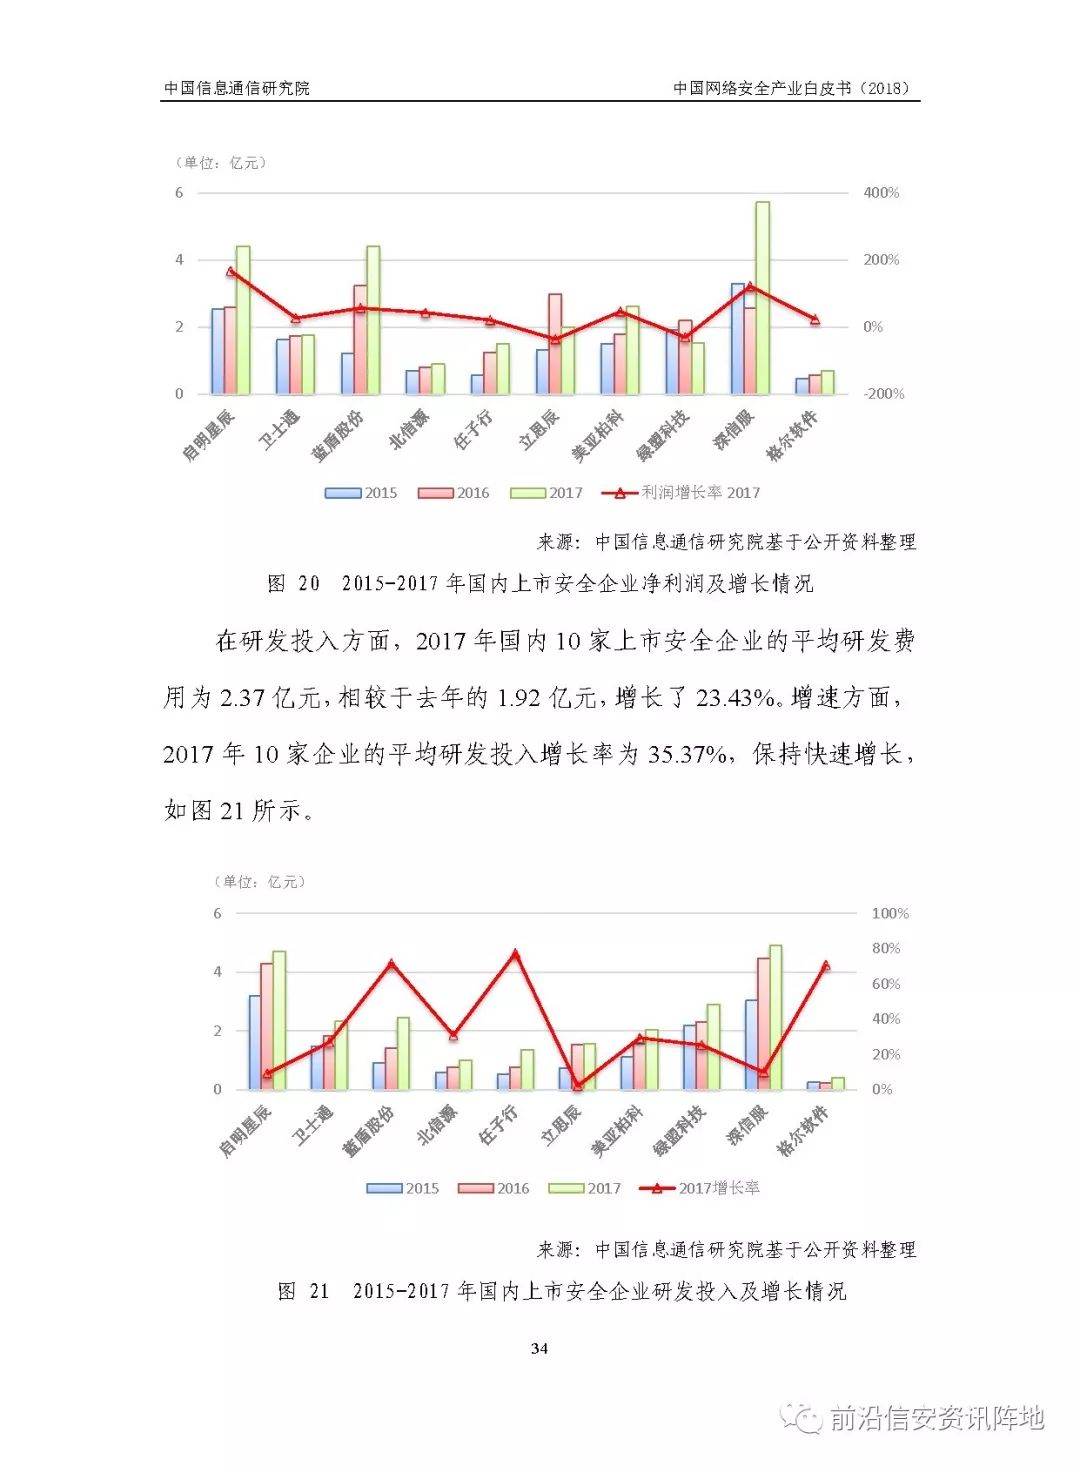 中国信息通信研究院 中国网络安全产业白皮书（2018）
（单位：亿元）
6 400%
4 200%
2 0%
0 -200%
启明星辰 卫士通 蓝盾股份 北信源 任子行 立思辰 美亚柏科 绿盟科技 深信服 格尔软件
2015 2016 2017 利润增长率 2017
来源：中国信息通信研究院基于公开资料整理
图 20 2015-2017 年国内上市安全企业净利润及增长情况
在研发投入方面，2017 年国内 10 家上市安全企业的平均研发费
用为 2.37 亿元，相较于去年的 1.92 亿元，增长了 23.43%。增速方面，
2017 年 10 家企业的平均研发投入增长率为 35.37%，保持快速增长，
如图 21 所示。
（单位：亿元）
6 100%
80%
4
60%
2 40%
20%
0 0%
启明星辰 卫士通 蓝盾股份 北信源 任子行 立思辰 美亚柏科 绿盟科技 深信服 格尔软件
2015 2016 2017 2017增长率
来源：中国信息通信研究院基于公开资料整理
图 21 2015-2017 年国内上市安全企业研发投入及增长情况
34
前沿信安资讯阵地